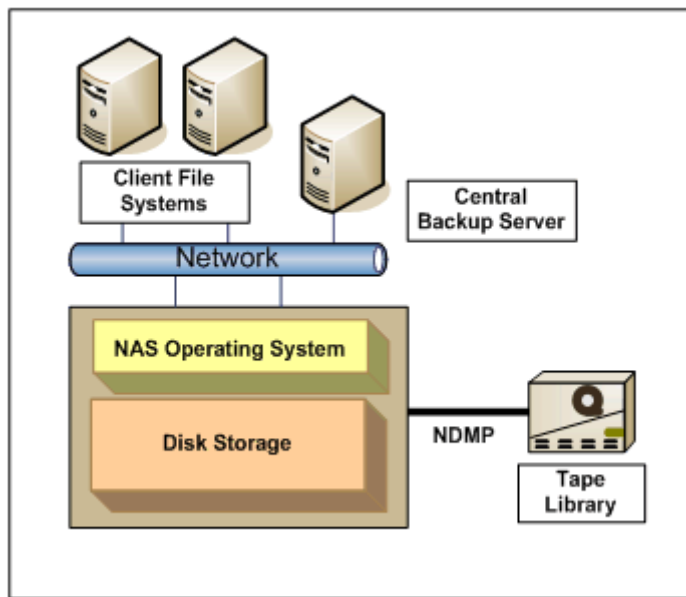 Client File
Systems
Central
Backup Server
Network
NAS Operating System
Disk Storage
NDMP
Tape
Library